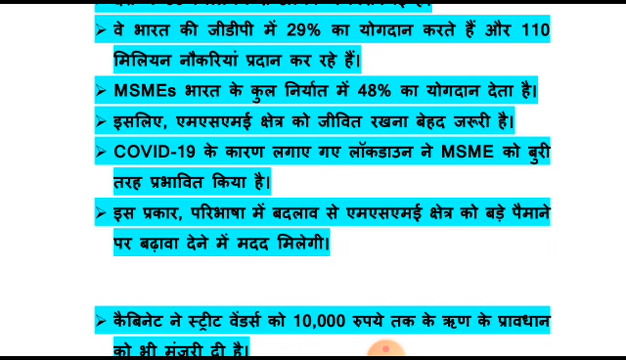 ➢ वे भारत की जीडीपी में 29% का योगदान करते हैं और 110
मिलियन नौकरियां प्रदान कर रहे हैं।
➢ MSMEs भारत के कुल निर्यात में 48% का योगदान देता है।
➢ इसलिए, एमएसएमई क्षेत्र को जीवित रखना बेहद जरूरी है।
➢ COVID-19 के कारण लगाए गए लॉकडाउन ने MSME को बुरी
तरह प्रभावित किया है।
➢ इस प्रकार, परिभाषा में बदलाव से एमएसएमई क्षेत्र को बड़े पैमाने
पर बढ़ावा देने में मदद मिलेगी।
➢ कैबिनेट ने स्ट्रीट वेंडर्स को 10,000 रुपये तक के ऋण के प्रावधान
को भी मंजूरी दी है।